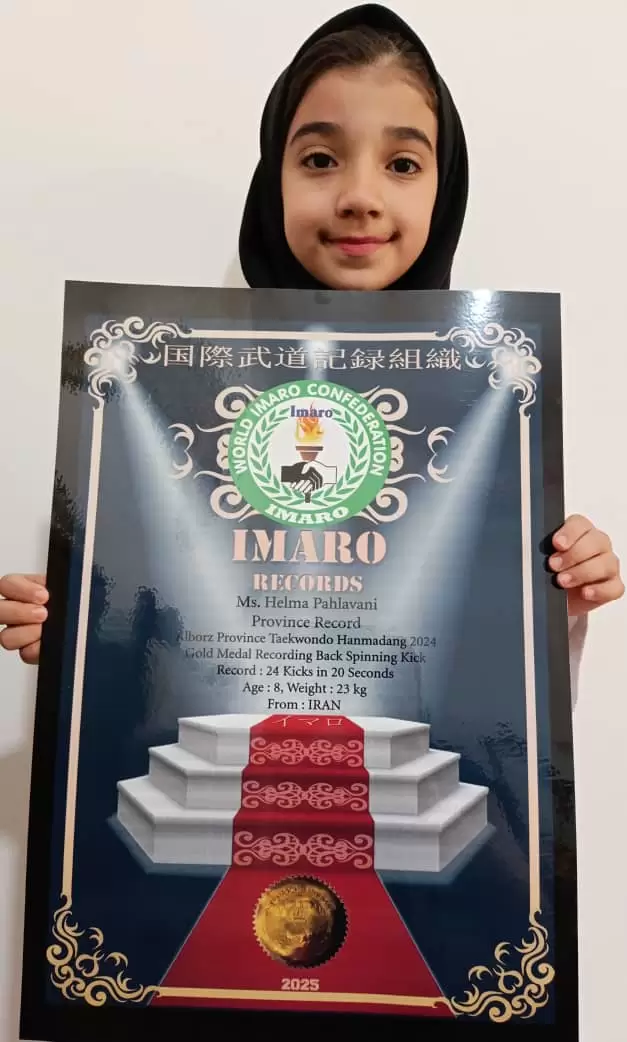 国際武道記録組織
WORLD IMARO CONFEDERATION
Imaro
IMARO
IMARO
RECORDS
Ms. Helma Pahlavani
Province Record
Alborz Province Taekwondo Hanmadang 2024
Gold Medal Recording Back Spinning Kick
Record : 24 Kicks in 20 Seconds
Age : 8, Weight : 23 kg
From : IRAN
イマロ
2025